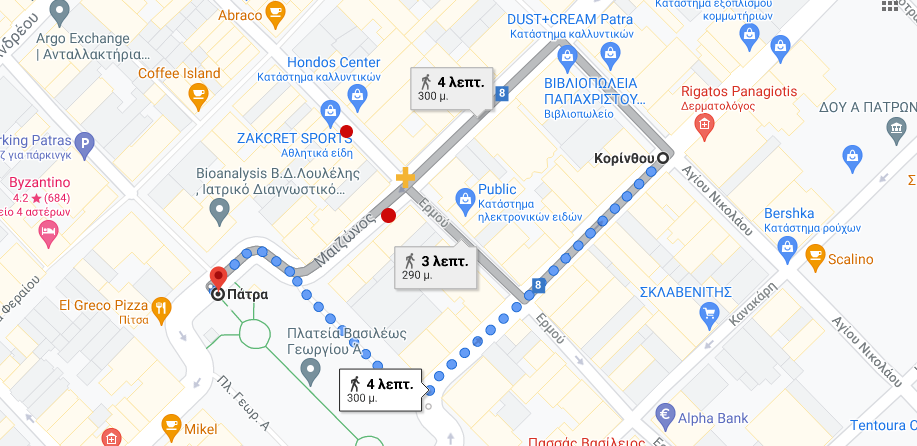 Abraco
DUST+CREAM Patra
Κατάστημα καλλυντικών
Κατάστημα εξοπλισμού
κομμωτηρίων
Argo Exchange
| Ανταλλακτήρια...
Coffee Island
Hondos Center
Κατάστημα καλλυντικών
4 λεπτ.
300 μ.
8
ΒΙΒΛΙΟΠΩΛΕΙΑ
ΠΑΠΑΧΡΙΣΤΟΥ...
Βιβλιοπωλείο
Rigatos Panagiotis
Δερματολόγος
ΔΟΥ Α ΠΑΤΡΩΝ
ZAKCRET SPORTS
Αθλητικά είδη
rking Patras
ζ για πάρκινγκ
Κορίνθου
Bioanalysis Β.Δ.Λουλέλης
, Ιατρικό Διαγνωστικό...
Byzantino
4.2 ★ (684)
είο 4 αστέρων
Public
Κατάστημα
ηλεκτρονικών ειδών
Ερμού
Αγίου Νικολάου
Bershka
Κατάστημα ρούχων
Μαιζώνος
Scalino
3 λεπτ.
290 μ.
8
Πάτρα
El Greco Pizza
Πίτσα
ΣΚΛΑΒΕΝΙΤΗΣ
Κανακάρη
Ερμού
Αγίου Νικολάου
Πλατεία Βασιλέως
Γεωργίου Α.
4 λεπτ.
300 μ.
Πλ. Γεωρ. Α
Mikel
Alpha Bank
Tentoura C
Πασσάς Βασίλειος